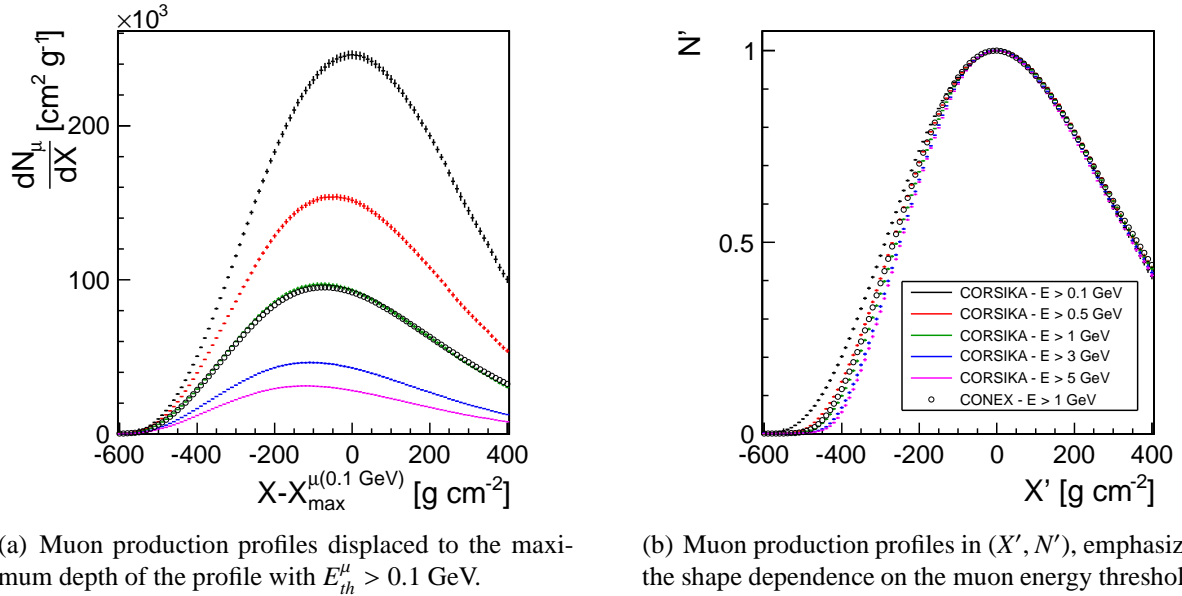 ×10³
dN_μ/dX [cm² g⁻¹]
200
100
0
-600 -400 -200 0 200 400
X-X_max^μ(0.1 GeV) [g cm⁻²]
(a) Muon production profiles displaced to the maxi-
mum depth of the profile with E_th^μ > 0.1 GeV.
N'
1
0.5
0
CORSIKA - E > 0.1 GeV
CORSIKA - E > 0.5 GeV
CORSIKA - E > 1 GeV
CORSIKA - E > 3 GeV
CORSIKA - E > 5 GeV
CONEX - E > 1 GeV
-600 -400 -200 0 200 400
X' [g cm⁻²]
(b) Muon production profiles in (X′, N′), emphasiz
the shape dependence on the muon energy threshol